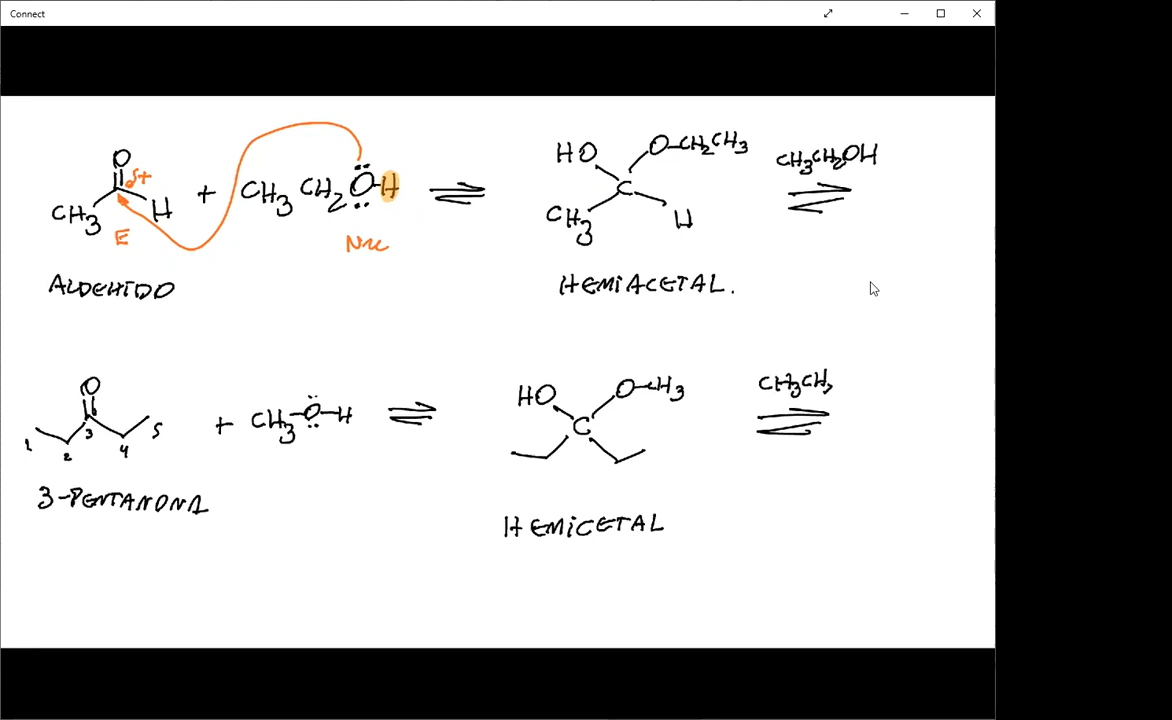 Connect
O
δ+
CH3 H + CH3 CH2 O-H ⇌ HO O-CH2CH3 CH3CH2OH ⇌
C
CH3 H
E Nu
ALDEHIDO HEMIACETAL.
O
HO O-CH3 CH3CH
1 2 3 4 5 + CH3-O-H ⇌ C ⇌
3-PENTANONA
HEMICETAL